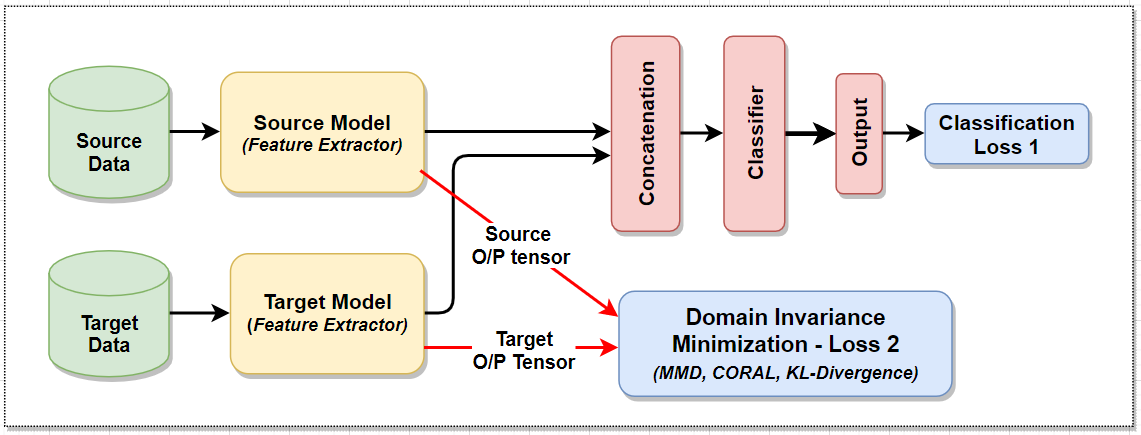 Source
Data
Source Model
(Feature Extractor)
Concatenation
Classifier
Output
Classification
Loss 1
Source
O/P tensor
Target
Data
Target Model
(Feature Extractor)
Target
O/P Tensor
Domain Invariance
Minimization - Loss 2
(MMD, CORAL, KL-Divergence)